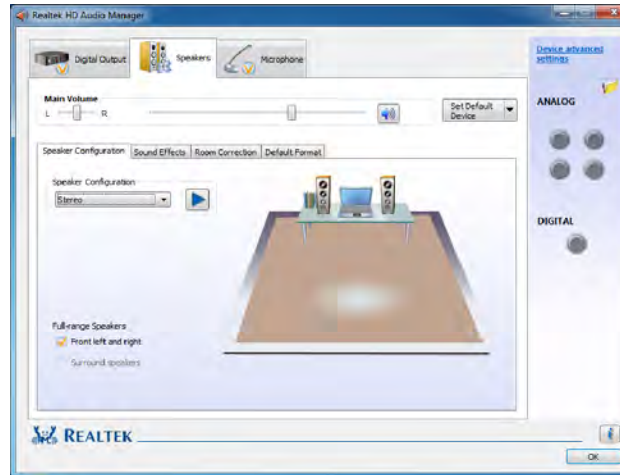 Realtek HD Audio Manager
Digital Output
Speakers
Microphone
Device advanced settings
Main Volume
L
R
Set Default Device
ANALOG
Speaker Configuration
Sound Effects
Room Correction
Default Format
Speaker Configuration
Stereo
DIGITAL
Full-range Speakers
Front left and right
Surround speakers
REALTEK
OK